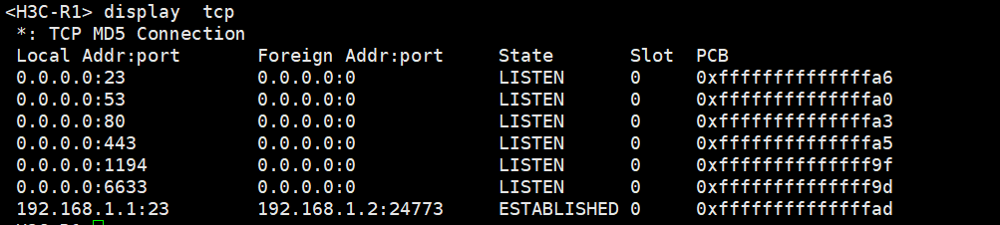 <H3C-R1> display  tcp
 *: TCP MD5 Connection
 Local Addr:port       Foreign Addr:port     State       Slot  PCB
 0.0.0.0:23            0.0.0.0:0             LISTEN      0     0xffffffffffffffa6
 0.0.0.0:53            0.0.0.0:0             LISTEN      0     0xffffffffffffffa0
 0.0.0.0:80            0.0.0.0:0             LISTEN      0     0xffffffffffffffa3
 0.0.0.0:443           0.0.0.0:0             LISTEN      0     0xffffffffffffffa5
 0.0.0.0:1194          0.0.0.0:0             LISTEN      0     0xffffffffffffff9f
 0.0.0.0:6633          0.0.0.0:0             LISTEN      0     0xffffffffffffff9d
 192.168.1.1:23        192.168.1.2:24773     ESTABLISHED 0     0xffffffffffffffad